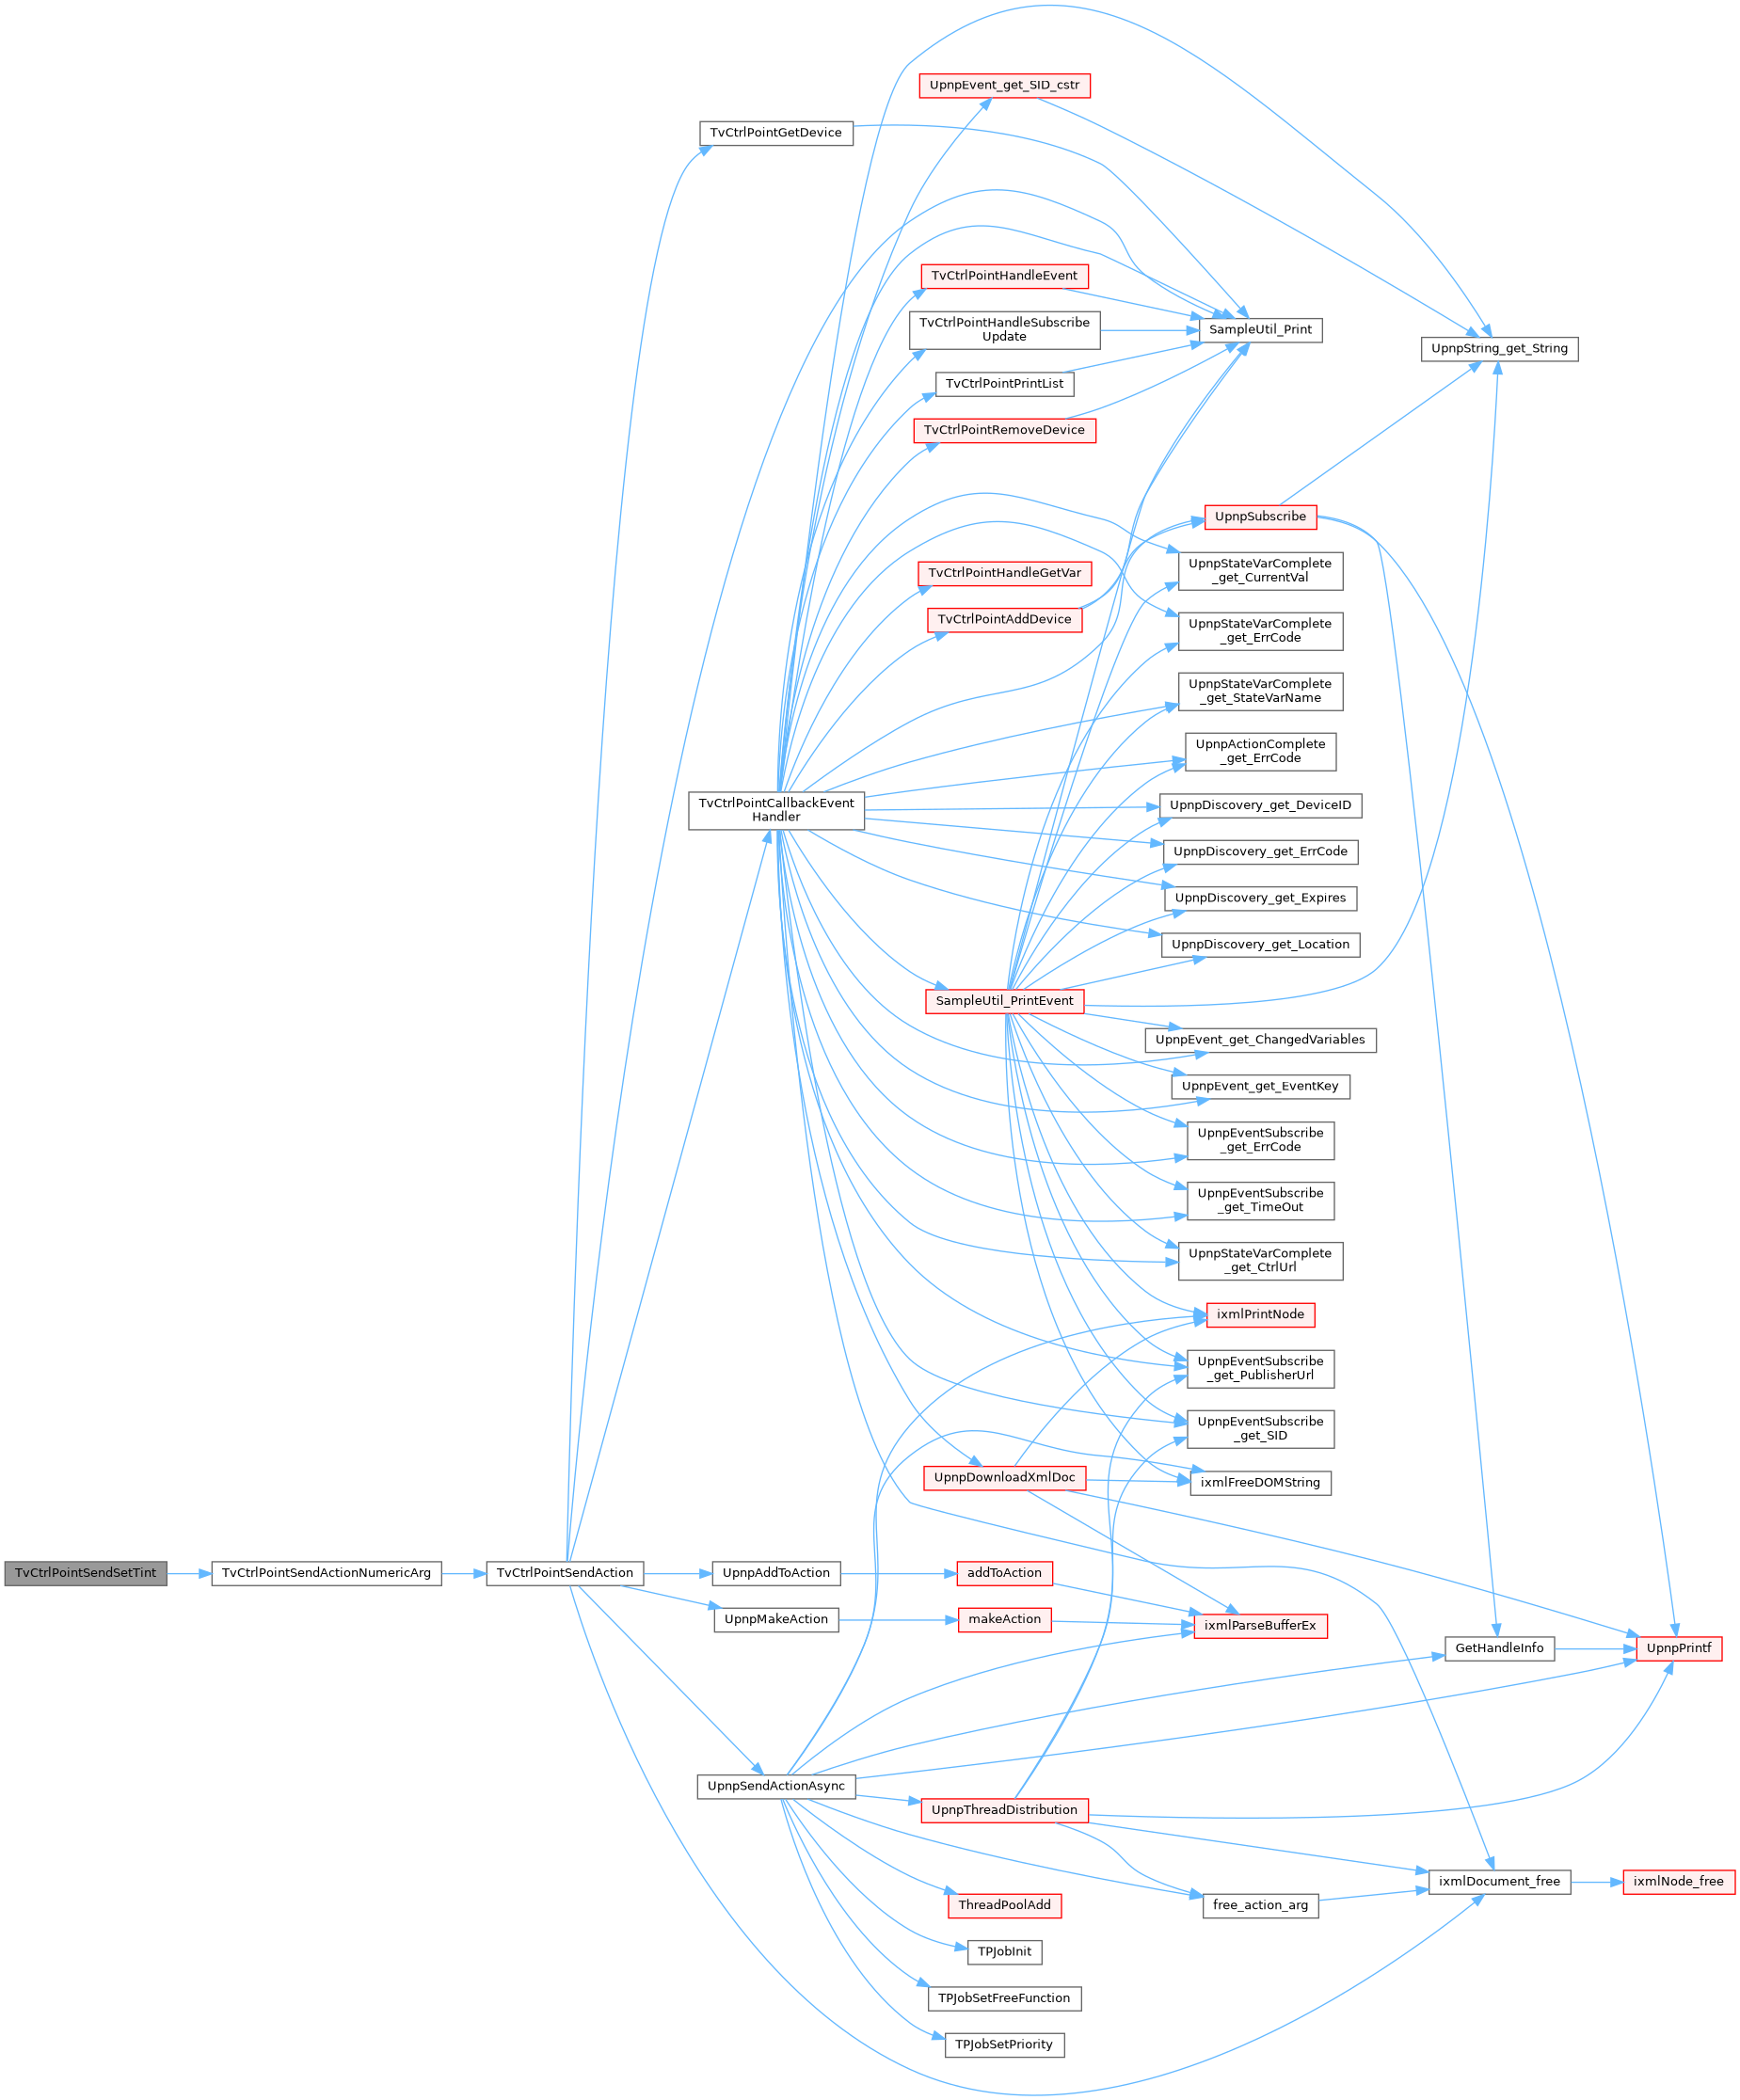 UpnpEvent_get_SID_cstr
TvCtrlPointGetDevice
TvCtrlPointHandleEvent
TvCtrlPointHandleSubscribe
Update
SampleUtil_Print
UpnpString_get_String
TvCtrlPointPrintList
TvCtrlPointRemoveDevice
UpnpSubscribe
UpnpStateVarComplete
_get_CurrentVal
TvCtrlPointHandleGetVar
TvCtrlPointAddDevice
UpnpStateVarComplete
_get_ErrCode
UpnpStateVarComplete
_get_StateVarName
UpnpActionComplete
_get_ErrCode
TvCtrlPointCallbackEvent
Handler
UpnpDiscovery_get_DeviceID
UpnpDiscovery_get_ErrCode
UpnpDiscovery_get_Expires
UpnpDiscovery_get_Location
SampleUtil_PrintEvent
UpnpEvent_get_ChangedVariables
UpnpEvent_get_EventKey
UpnpEventSubscribe
_get_ErrCode
UpnpEventSubscribe
_get_TimeOut
UpnpStateVarComplete
_get_CtrlUrl
ixmlPrintNode
UpnpEventSubscribe
_get_PublisherUrl
UpnpEventSubscribe
_get_SID
UpnpDownloadXmlDoc
ixmlFreeDOMString
TvCtrlPointSendSetTint
TvCtrlPointSendActionNumericArg
TvCtrlPointSendAction
UpnpAddToAction
addToAction
UpnpMakeAction
makeAction
ixmlParseBufferEx
GetHandleInfo
UpnpPrintf
UpnpSendActionAsync
UpnpThreadDistribution
ixmlDocument_free
ixmlNode_free
ThreadPoolAdd
free_action_arg
TPJobInit
TPJobSetFreeFunction
TPJobSetPriority